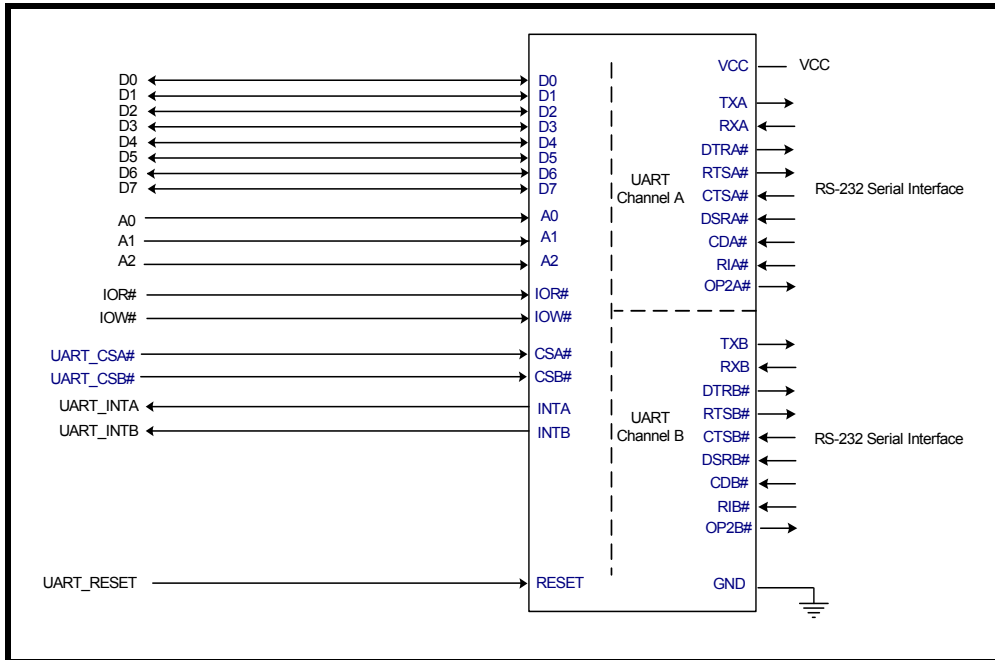 D0 D0
D1 D1
D2 D2
D3 D3
D4 D4
D5 D5
D6 D6
D7 D7
A0 A0
A1 A1
A2 A2
IOR# IOR#
IOW# IOW#
UART_CSA# CSA#
UART_CSB# CSB#
UART_INTA INTA
UART_INTB INTB
UART_RESET RESET
UART
Channel A
UART
Channel B
VCC VCC
TXA
RXA
DTRA#
RTSA#
CTSA#
DSRA#
CDA#
RIA#
OP2A#
RS-232 Serial Interface
TXB
RXB
DTRB#
RTSB#
CTSB#
DSRB#
CDB#
RIB#
OP2B#
RS-232 Serial Interface
GND